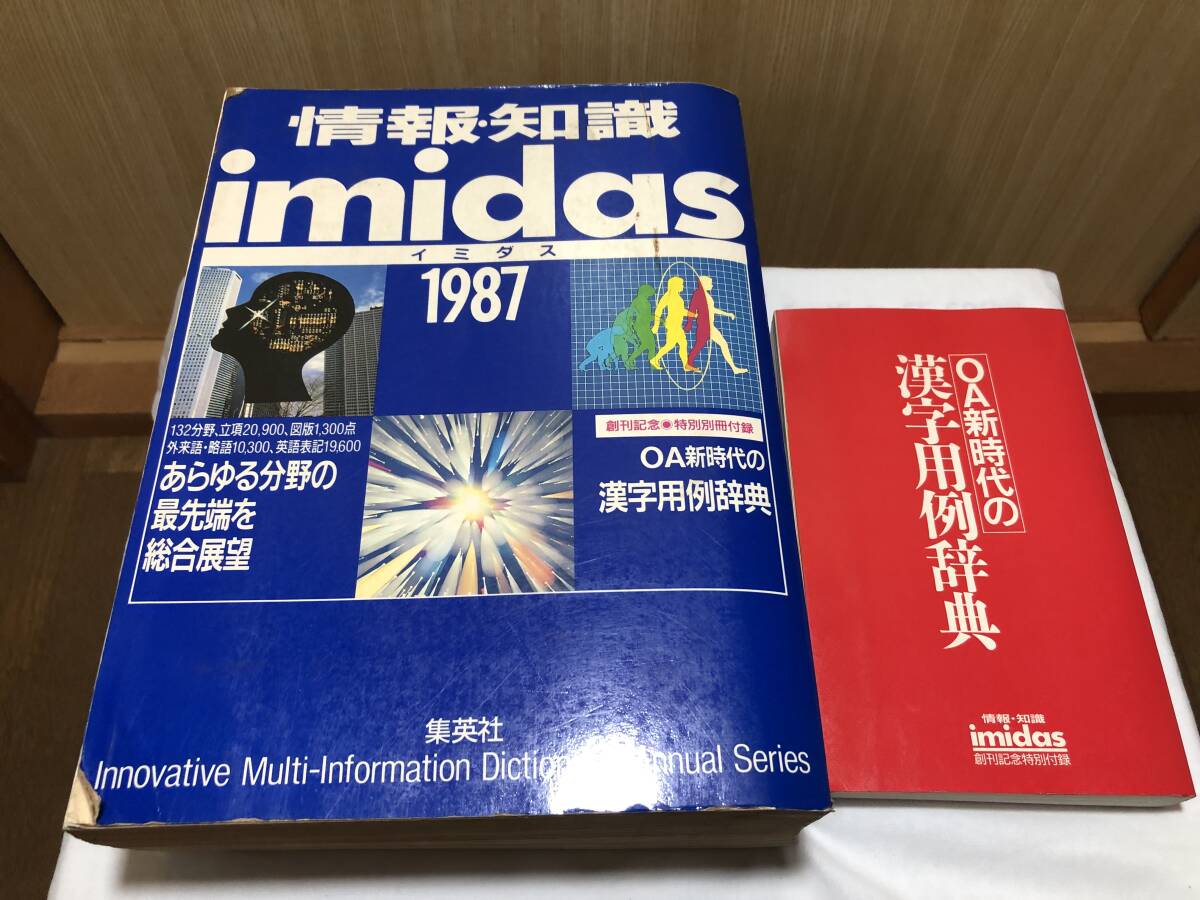 情報・知識
imidas
イミダス
1987
132分野、立項20,900、図版1,300点
外来語・略語10,300、英語表記19,600
あらゆる分野の
最先端を
総合展望
創刊記念◉特別別冊付録
OA新時代の
漢字用例辞典
集英社
Innovative Multi-Information Annual Series
OA新時代の
漢字用例辞典
情報・知識
imidas
創刊記念特別付録